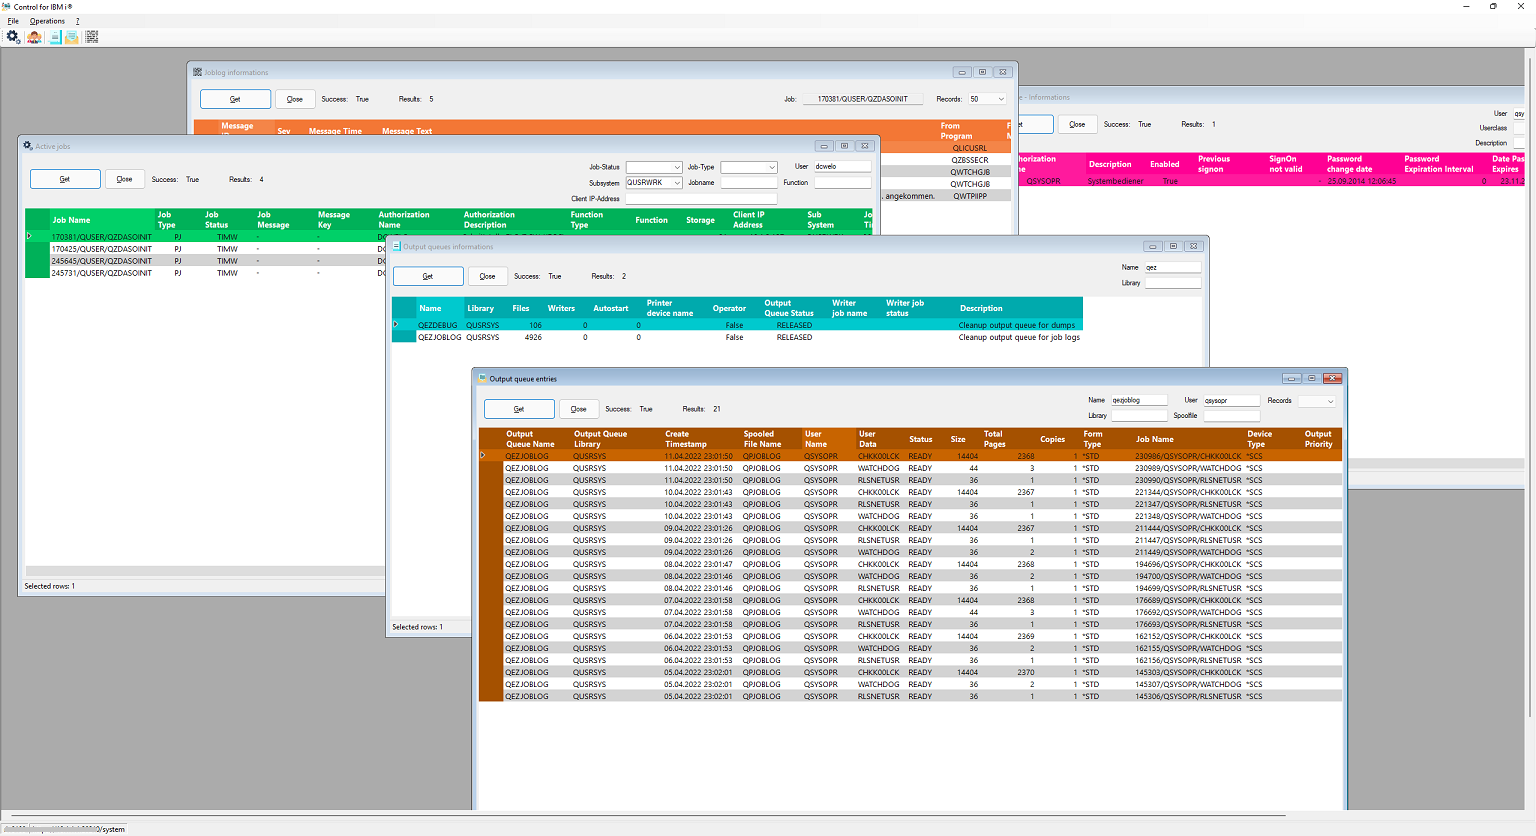 Control for IBM i®
File Operations ?
Joblog informations
Get Close Success: True Results: 5 Job: 170381/QUSER/QZDASOINIT Records: 50
Message Sev Message Time Message Text From Program
QLICUSRL
QZBSSECR
QWTCHGJB
QWTCHGJB
. angekommen. QWTPIIPP
- Informations
Close Success: True Results: 1
User qsy
Userclass
Description
Description Enabled Previous signon SignOn not valid Password change date Password Expiration Interval Date Pas Expires
QSYSOPR Systembediener True - 25.09.2014 12:06:45 0 23.11.2
Active jobs
Get Close Success: True Results: 4
Job-Status Job-Type User dcwelo
Subsystem QUSRWRK Jobname Function
Client IP-Address
Job Name Job Type Job Status Job Message Message Key Authorization Name Authorization Description Function Type Function Storage Client IP Address Sub System
170381/QUSER/QZDASOINIT PJ TIMW - -
170425/QUSER/QZDASOINIT PJ TIMW - -
245645/QUSER/QZDASOINIT PJ TIMW - -
245731/QUSER/QZDASOINIT PJ TIMW - -
Selected rows: 1
Output queues informations
Get Close Success: True Results: 2
Name qez
Library
Name Library Files Writers Autostart Printer device name Operator Output Queue Status Writer job name Writer job status Description
QEZDEBUG QUSRSYS 106 0 0 False RELEASED Cleanup output queue for dumps
QEZJOBLOG QUSRSYS 4926 0 0 False RELEASED Cleanup output queue for job logs
Selected rows: 1
Output queue entries
Get Close Success: True Results: 21
Name qezjoblog User qsysopr Records
Library Spoolfile
Output Queue Name Output Queue Library Create Timestamp Spooled File Name User Name User Data Status Size Total Pages Copies Form Type Job Name Device Type Output Priority
QEZJOBLOG QUSRSYS 11.04.2022 23:01:50 QPJOBLOG QSYSOPR CHKK00LCK READY 14404 2368 1 *STD 230986/QSYSOPR/CHKK00LCK *SCS
QEZJOBLOG QUSRSYS 11.04.2022 23:01:50 QPJOBLOG QSYSOPR WATCHDOG READY 44 3 1 *STD 230989/QSYSOPR/WATCHDOG *SCS
QEZJOBLOG QUSRSYS 11.04.2022 23:01:50 QPJOBLOG QSYSOPR RLSNETUSR READY 36 1 1 *STD 230990/QSYSOPR/RLSNETUSR *SCS
QEZJOBLOG QUSRSYS 10.04.2022 23:01:43 QPJOBLOG QSYSOPR CHKK00LCK READY 14404 2367 1 *STD 221344/QSYSOPR/CHKK00LCK *SCS
QEZJOBLOG QUSRSYS 10.04.2022 23:01:43 QPJOBLOG QSYSOPR RLSNETUSR READY 36 1 1 *STD 221347/QSYSOPR/RLSNETUSR *SCS
QEZJOBLOG QUSRSYS 10.04.2022 23:01:43 QPJOBLOG QSYSOPR WATCHDOG READY 36 1 1 *STD 221348/QSYSOPR/WATCHDOG *SCS
QEZJOBLOG QUSRSYS 09.04.2022 23:01:26 QPJOBLOG QSYSOPR CHKK00LCK READY 14404 2367 1 *STD 211444/QSYSOPR/CHKK00LCK *SCS
QEZJOBLOG QUSRSYS 09.04.2022 23:01:26 QPJOBLOG QSYSOPR RLSNETUSR READY 36 1 1 *STD 211447/QSYSOPR/RLSNETUSR *SCS
QEZJOBLOG QUSRSYS 09.04.2022 23:01:26 QPJOBLOG QSYSOPR WATCHDOG READY 36 2 1 *STD 211449/QSYSOPR/WATCHDOG *SCS
QEZJOBLOG QUSRSYS 08.04.2022 23:01:47 QPJOBLOG QSYSOPR CHKK00LCK READY 14404 2368 1 *STD 194696/QSYSOPR/CHKK00LCK *SCS
QEZJOBLOG QUSRSYS 08.04.2022 23:01:46 QPJOBLOG QSYSOPR WATCHDOG READY 36 2 1 *STD 194700/QSYSOPR/WATCHDOG *SCS
QEZJOBLOG QUSRSYS 08.04.2022 23:01:46 QPJOBLOG QSYSOPR RLSNETUSR READY 36 1 1 *STD 194699/QSYSOPR/RLSNETUSR *SCS
QEZJOBLOG QUSRSYS 07.04.2022 23:01:58 QPJOBLOG QSYSOPR CHKK00LCK READY 14404 2368 1 *STD 176689/QSYSOPR/CHKK00LCK *SCS
QEZJOBLOG QUSRSYS 07.04.2022 23:01:58 QPJOBLOG QSYSOPR WATCHDOG READY 44 3 1 *STD 176692/QSYSOPR/WATCHDOG *SCS
QEZJOBLOG QUSRSYS 07.04.2022 23:01:58 QPJOBLOG QSYSOPR RLSNETUSR READY 36 1 1 *STD 176693/QSYSOPR/RLSNETUSR *SCS
QEZJOBLOG QUSRSYS 06.04.2022 23:01:53 QPJOBLOG QSYSOPR CHKK00LCK READY 14404 2369 1 *STD 162152/QSYSOPR/CHKK00LCK *SCS
QEZJOBLOG QUSRSYS 06.04.2022 23:01:53 QPJOBLOG QSYSOPR WATCHDOG READY 36 2 1 *STD 162155/QSYSOPR/WATCHDOG *SCS
QEZJOBLOG QUSRSYS 06.04.2022 23:01:53 QPJOBLOG QSYSOPR RLSNETUSR READY 36 1 1 *STD 162156/QSYSOPR/RLSNETUSR *SCS
QEZJOBLOG QUSRSYS 05.04.2022 23:02:01 QPJOBLOG QSYSOPR CHKK00LCK READY 14404 2370 1 *STD 145303/QSYSOPR/CHKK00LCK *SCS
QEZJOBLOG QUSRSYS 05.04.2022 23:02:01 QPJOBLOG QSYSOPR WATCHDOG READY 36 2 1 *STD 145307/QSYSOPR/WATCHDOG *SCS
QEZJOBLOG QUSRSYS 05.04.2022 23:02:01 QPJOBLOG QSYSOPR RLSNETUSR READY 36 1 1 *STD 145306/QSYSOPR/RLSNETUSR *SCS
/system